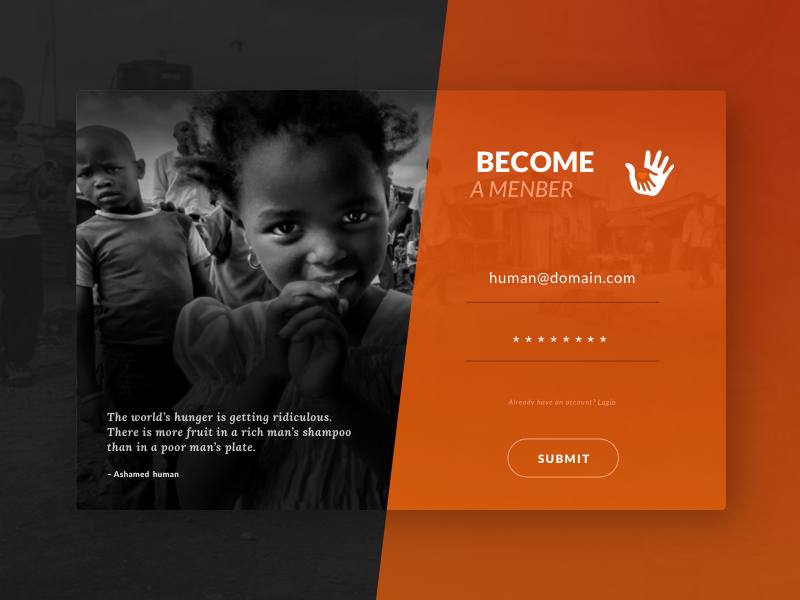 BECOME
A MENBER
human@domain.com
********
Already have an account? Login
SUBMIT
The world's hunger is getting ridiculous.
There is more fruit in a rich man's shampoo
than in a poor man's plate.
– Ashamed human